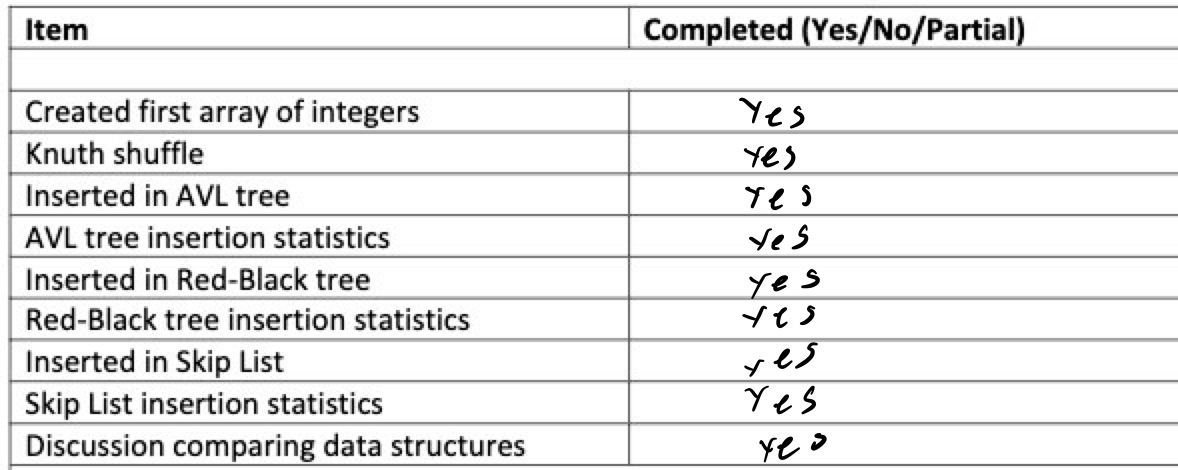 Item Completed (Yes/No/Partial)
Created first array of integers Yes
Knuth shuffle Yes
Inserted in AVL tree Yes
AVL tree insertion statistics Yes
Inserted in Red-Black tree Yes
Red-Black tree insertion statistics Yes
Inserted in Skip List Yes
Skip List insertion statistics Yes
Discussion comparing data structures Yes